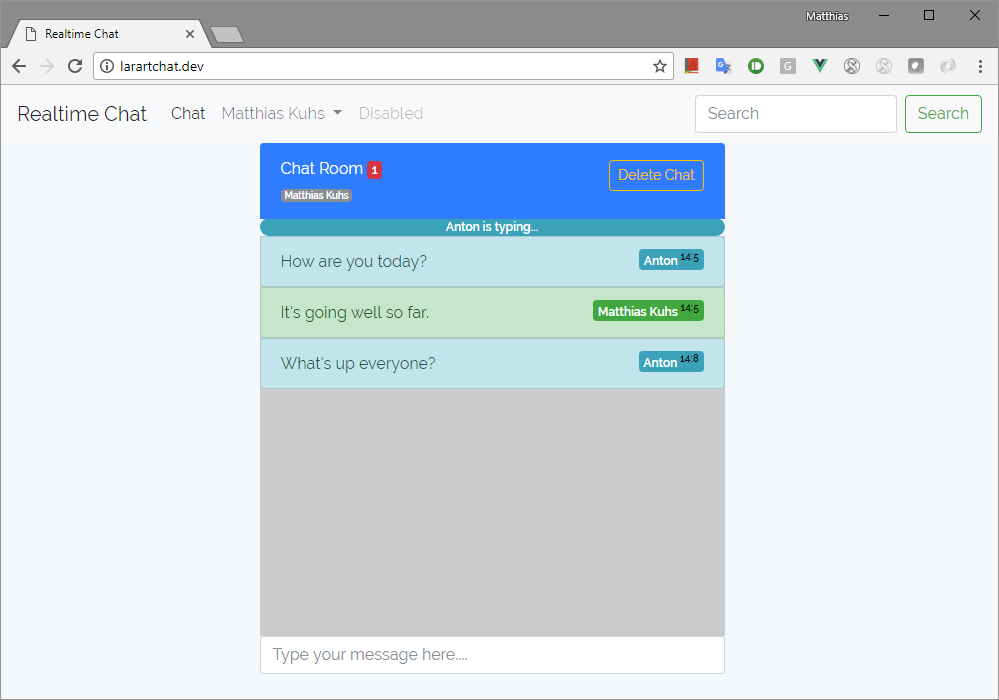 Matthias
Realtime Chat
larartchat.dev
Realtime Chat Chat Matthias Kuhs Disabled Search Search
Chat Room 1 Delete Chat
Matthias Kuhs
Anton is typing...
How are you today? Anton 14:5
It's going well so far. Matthias Kuhs 14:5
What's up everyone? Anton 14:8
Type your message here....